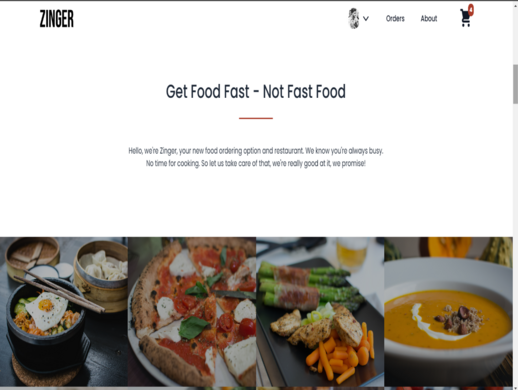 ZINGER
Orders
About
Get Food Fast - Not Fast Food
Hello, we're Zinger, your new food ordering option and restaurant. We know you're always busy.
No time for cooking. So let us take care of that, we're really good at it, we promise!